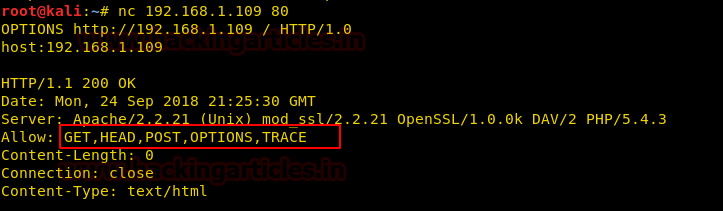 root@kali:~# nc 192.168.1.109 80
OPTIONS http://192.168.1.109 / HTTP/1.0
host:192.168.1.109
HTTP/1.1 200 OK
Date: Mon, 24 Sep 2018 21:25:30 GMT
Server: Apache/2.2.21 (Unix) mod_ssl/2.2.21 OpenSSL/1.0.0k DAV/2 PHP/5.4.3
Allow: GET,HEAD,POST,OPTIONS,TRACE
Content-Length: 0
Connection: close
Content-Type: text/html